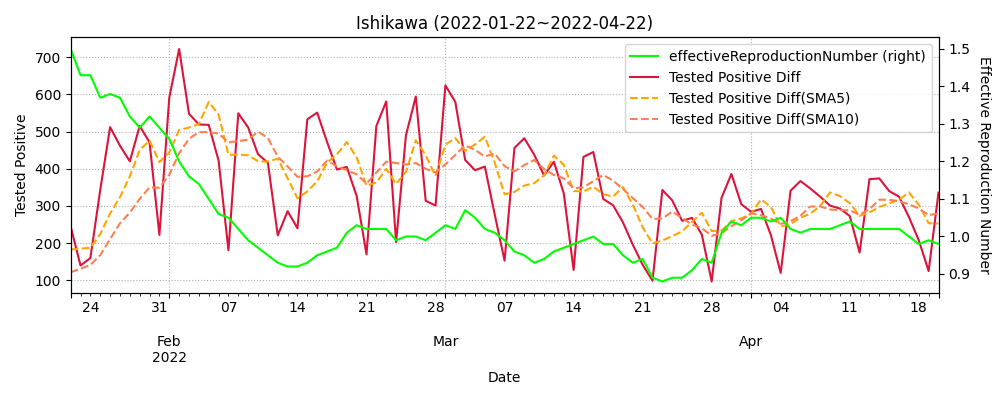 Ishikawa (2022-01-22~2022-04-22)
effectiveReproductionNumber (right)
Tested Positive Diff
Tested Positive Diff(SMA5)
Tested Positive Diff(SMA10)
Tested Positive
700
600
500
400
300
200
100
1.5
1.4
1.3
1.2
1.1
1.0
0.9
Effective Reproduction Number
24 31 07 14 21 28 07 14 21 28 04 11 18
Feb Mar Apr
2022
Date